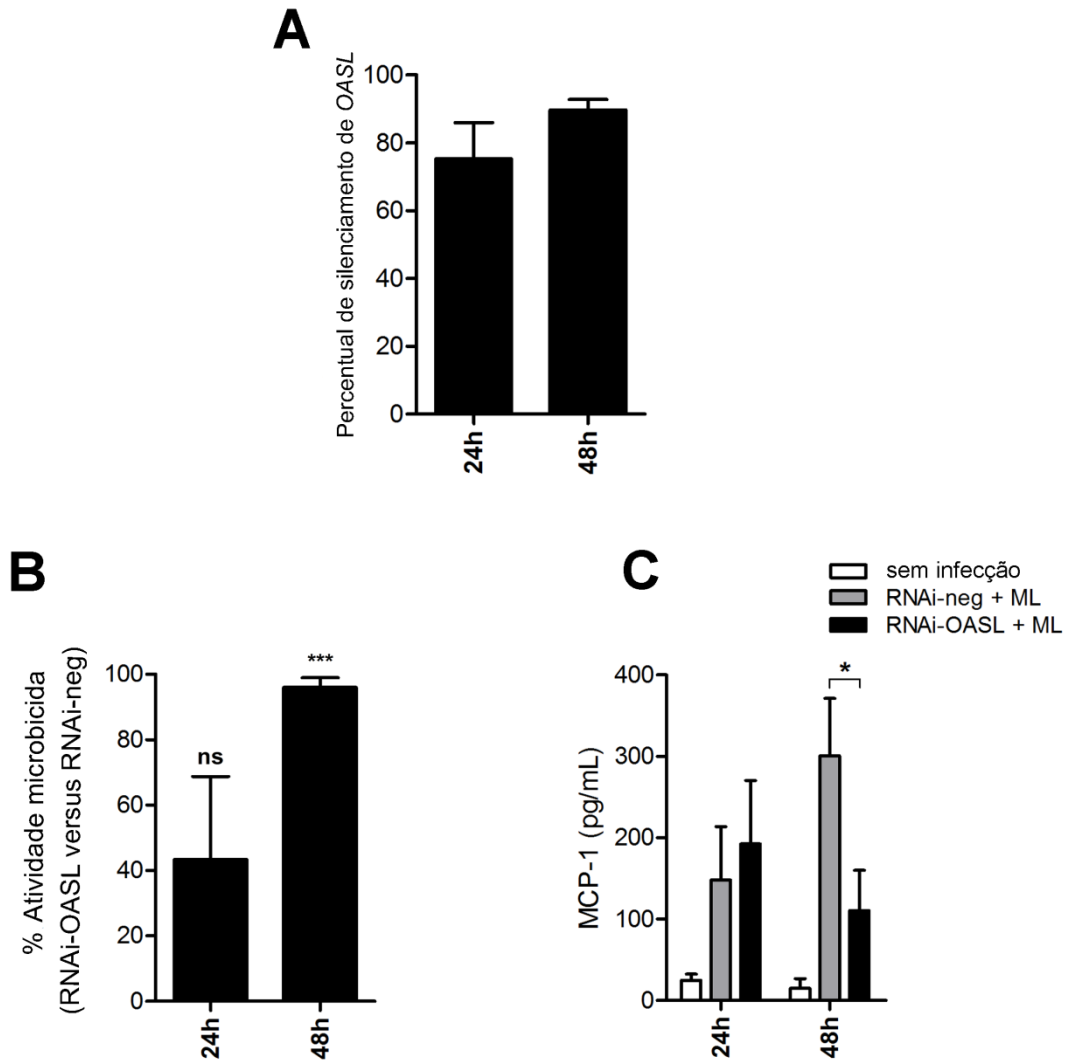 A
Percentual de silenciamento de OASL
100
80
60
40
20
0
24h
48h
B
% Atividade microbicida
(RNAi-OASL versus RNAi-neg)
100
80
60
40
20
0
ns
***
24h
48h
C
sem infecção
RNAi-neg + ML
RNAi-OASL + ML
MCP-1 (pg/mL)
400
300
200
100
0
*
24h
48h